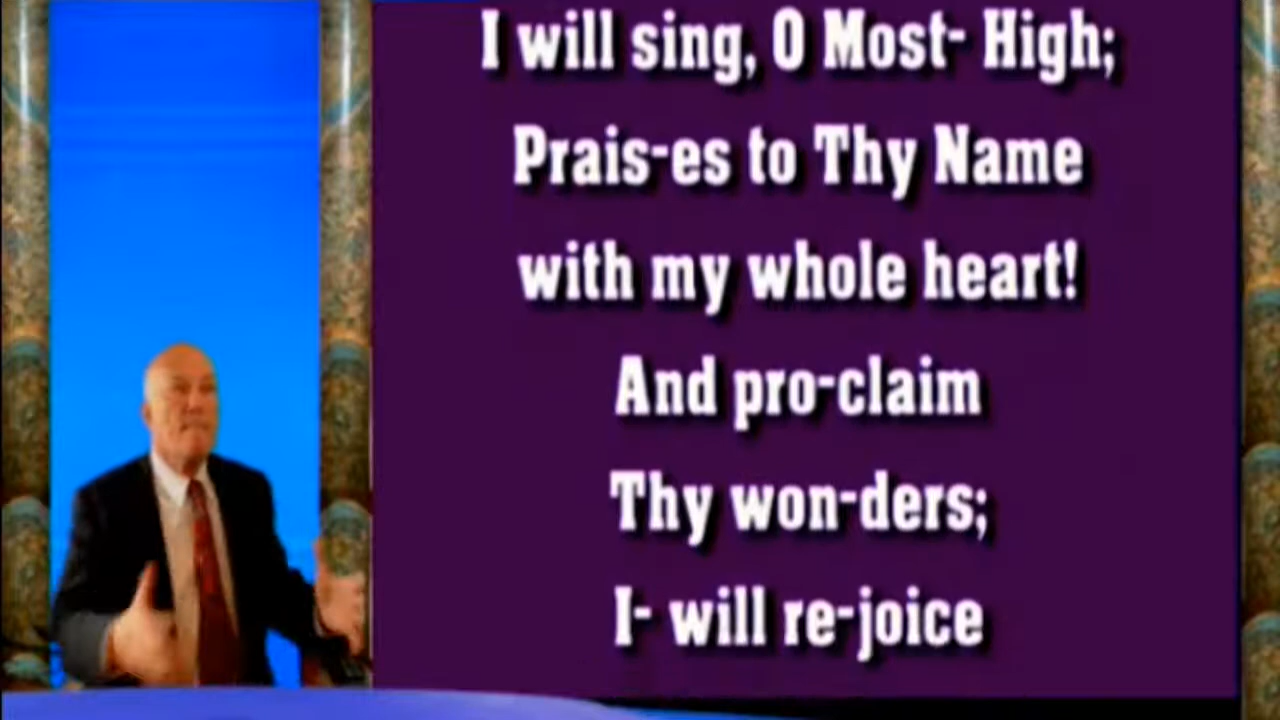 I will sing, O Most- High;
Prais-es to Thy Name
with my whole heart!
And pro-claim
Thy won-ders;
I- will re-joice